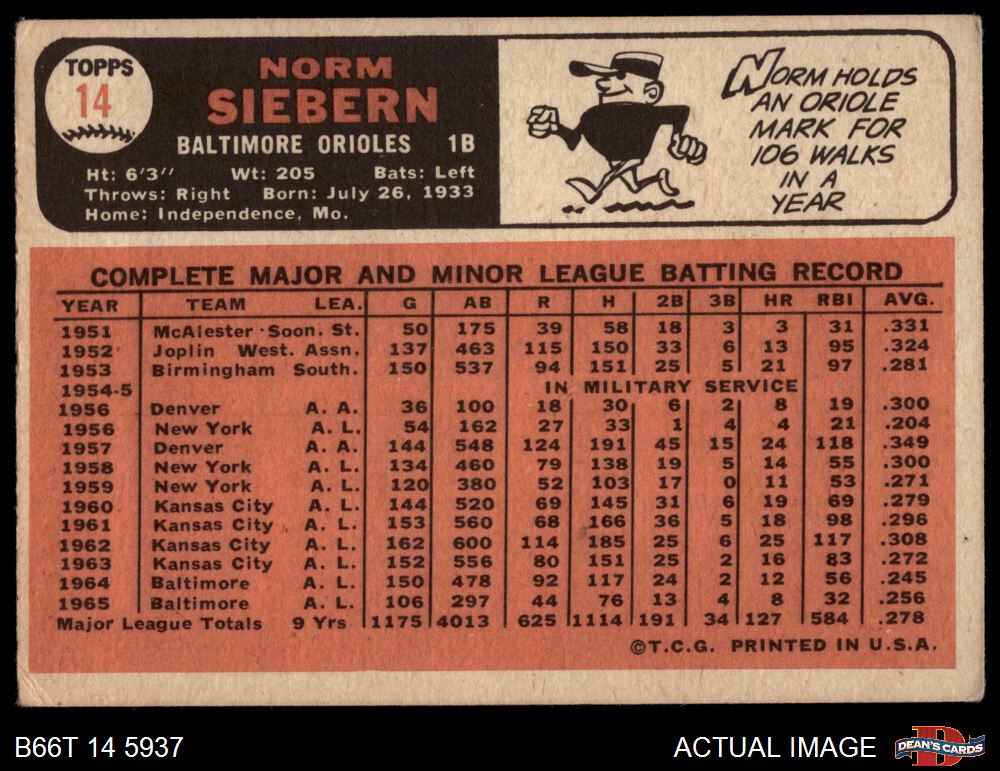 TOPPS
14
NORM
SIEBERN
BALTIMORE ORIOLES 1B
Ht: 6'3" Wt: 205 Bats: Left
Throws: Right Born: July 26, 1933
Home: Independence, Mo.
NORM HOLDS
AN ORIOLE
MARK FOR
106 WALKS
IN A
YEAR
COMPLETE MAJOR AND MINOR LEAGUE BATTING RECORD
YEAR TEAM LEA. G AB R H 2B 3B HR RBI AVG.
1951 McAlester Soon. St. 50 175 39 58 18 3 3 31 .331
1952 Joplin West. Assn. 137 463 115 150 33 6 13 95 .324
1953 Birmingham South. 150 537 94 151 25 5 21 97 .281
1954-5 IN MILITARY SERVICE
1956 Denver A. A. 36 100 18 30 6 2 8 19 .300
1956 New York A. L. 54 162 27 33 1 4 4 21 .204
1957 Denver A. A. 144 548 124 191 45 15 24 118 .349
1958 New York A. L. 134 460 79 138 19 5 14 55 .300
1959 New York A. L. 120 380 52 103 17 0 11 53 .271
1960 Kansas City A. L. 144 520 69 145 31 6 19 69 .279
1961 Kansas City A. L. 153 560 68 166 36 5 18 98 .296
1962 Kansas City A. L. 162 600 114 185 25 6 25 117 .308
1963 Kansas City A. L. 152 556 80 151 25 2 16 83 .272
1964 Baltimore A. L. 150 478 92 117 24 2 12 56 .245
1965 Baltimore A. L. 106 297 44 76 13 4 8 32 .256
Major League Totals 9 Yrs 1175 4013 625 1114 191 34 127 584 .278
©T.C.G. PRINTED IN U.S.A.
B66T 14 5937 ACTUAL IMAGE DEAN'S CARDS